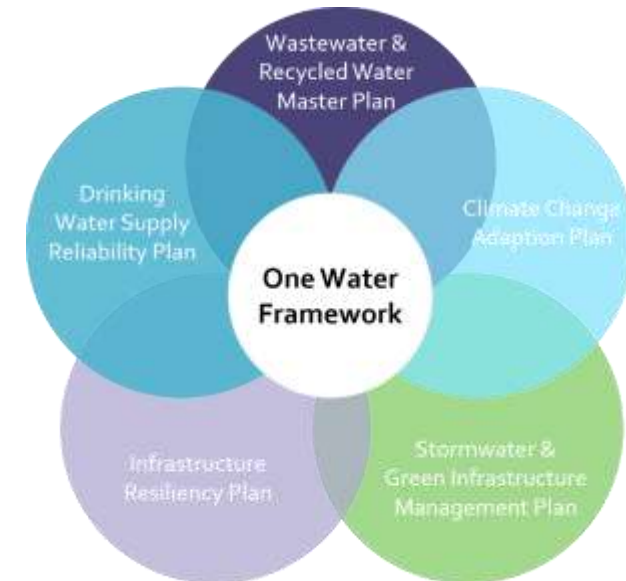 Wastewater &
Recycled Water
Master Plan
Drinking
Water Supply
Reliability Plan
Climate Change
Adaption Plan
One Water
Framework
Infrastructure
Resiliency Plan
Stormwater &
Green Infrastructure
Management Plan